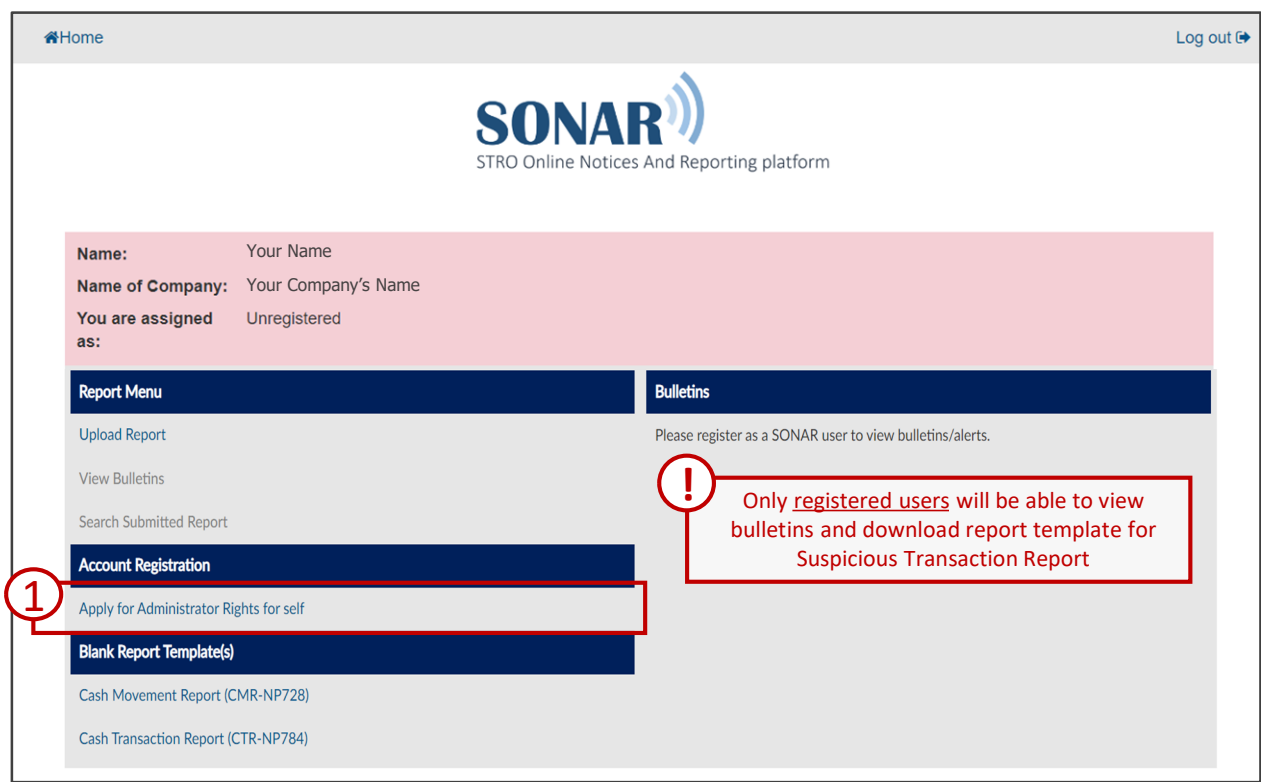 Home
Log out
SONAR
STRO Online Notices And Reporting platform
Name: Your Name
Name of Company: Your Company's Name
You are assigned Unregistered
as:
Report Menu
Upload Report
View Bulletins
Search Submitted Report
Account Registration
1
Apply for Administrator Rights for self
Blank Report Template(s)
Cash Movement Report (CMR-NP728)
Cash Transaction Report (CTR-NP784)
Bulletins
Please register as a SONAR user to view bulletins/alerts.
!
Only registered users will be able to view
bulletins and download report template for
Suspicious Transaction Report